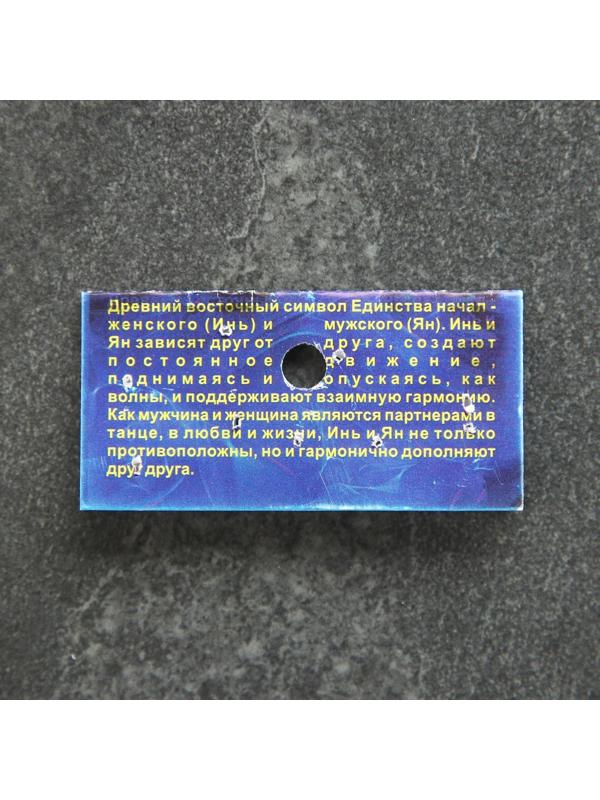 Древний восточный символ Единства начал -
женского (Инь) и мужского (Ян). Инь и
Ян зависят друг от друга, создают
постоянное движение,
поднимаясь и опускаясь, как
волны, и поддерживают взаимную гармонию.
Как мужчина и женщина являются партнерами в
танце, в любви и жизни, Инь и Ян не только
противоположны, но и гармонично дополняют
друг друга.